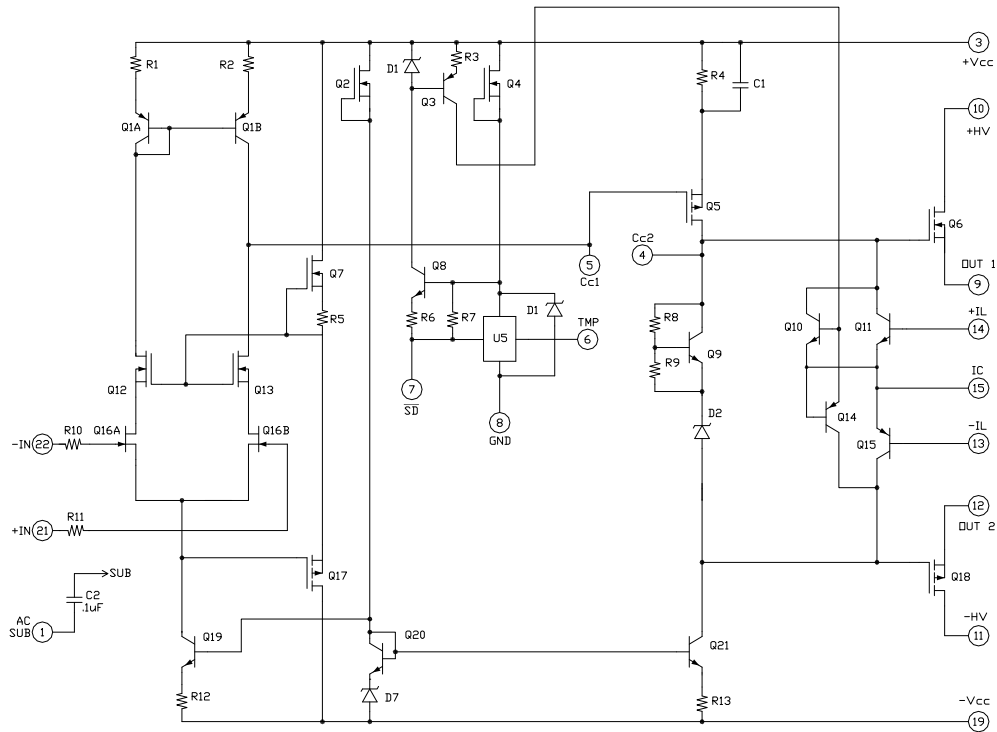 R1
R2
Q2
D1
R3
Q3
Q4
R4
C1
3
+Vcc
Q1A
Q1B
10
+HV
Q5
Q6
Cc2
4
5
Cc1
OUT 1
9
Q7
Q8
R5
R6
R7
D1
U5
TMP
6
R8
R9
Q9
Q10
Q11
+IL
14
Q12
Q13
7
SD
8
GND
IC
15
D2
Q14
Q15
-IL
13
-IN
22
R10
Q16A
Q16B
+IN
21
R11
12
OUT 2
Q17
Q18
SUB
C2
.1uF
AC
SUB
1
-HV
11
Q19
Q20
Q21
R12
D7
R13
-Vcc
19